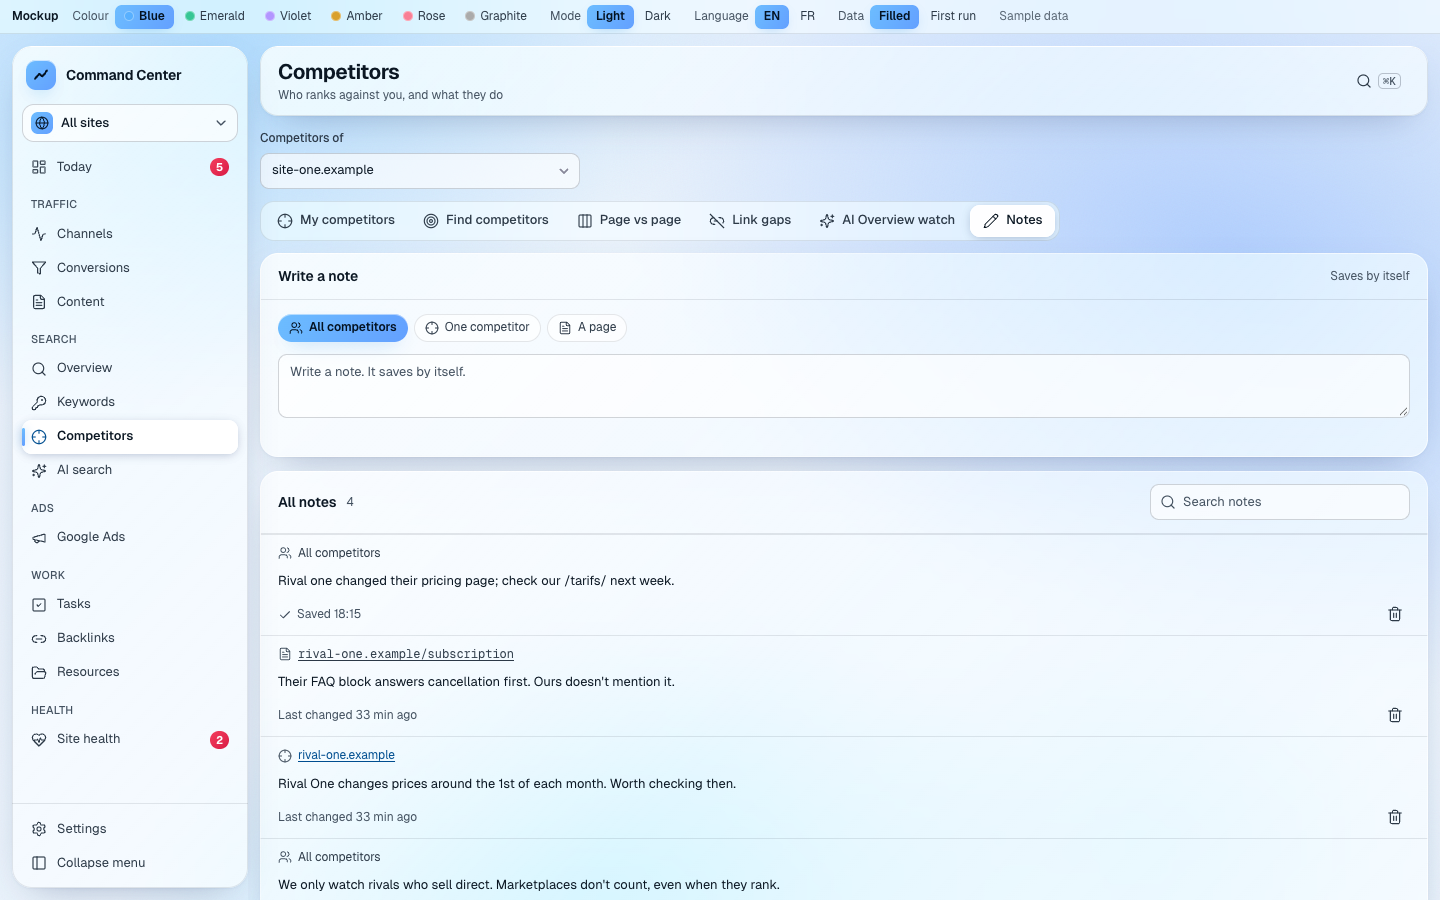 Mockup Colour Blue Emerald Violet Amber Rose Graphite Mode Light Dark Language EN FR Data Filled First run Sample data
Command Center
All sites
Today 5
TRAFFIC
Channels
Conversions
Content
SEARCH
Overview
Keywords
Competitors
AI search
ADS
Google Ads
WORK
Tasks
Backlinks
Resources
HEALTH
Site health 2
Settings
Collapse menu
Competitors
Who ranks against you, and what they do
⌘K
Competitors of
site-one.example
My competitors Find competitors Page vs page Link gaps AI Overview watch Notes
Write a note Saves by itself
All competitors One competitor A page
Write a note. It saves by itself.
All notes 4 Search notes
All competitors
Rival one changed their pricing page; check our /tarifs/ next week.
Saved 18:15
rival-one.example/subscription
Their FAQ block answers cancellation first. Ours doesn't mention it.
Last changed 33 min ago
rival-one.example
Rival One changes prices around the 1st of each month. Worth checking then.
Last changed 33 min ago
All competitors
We only watch rivals who sell direct. Marketplaces don't count, even when they rank.